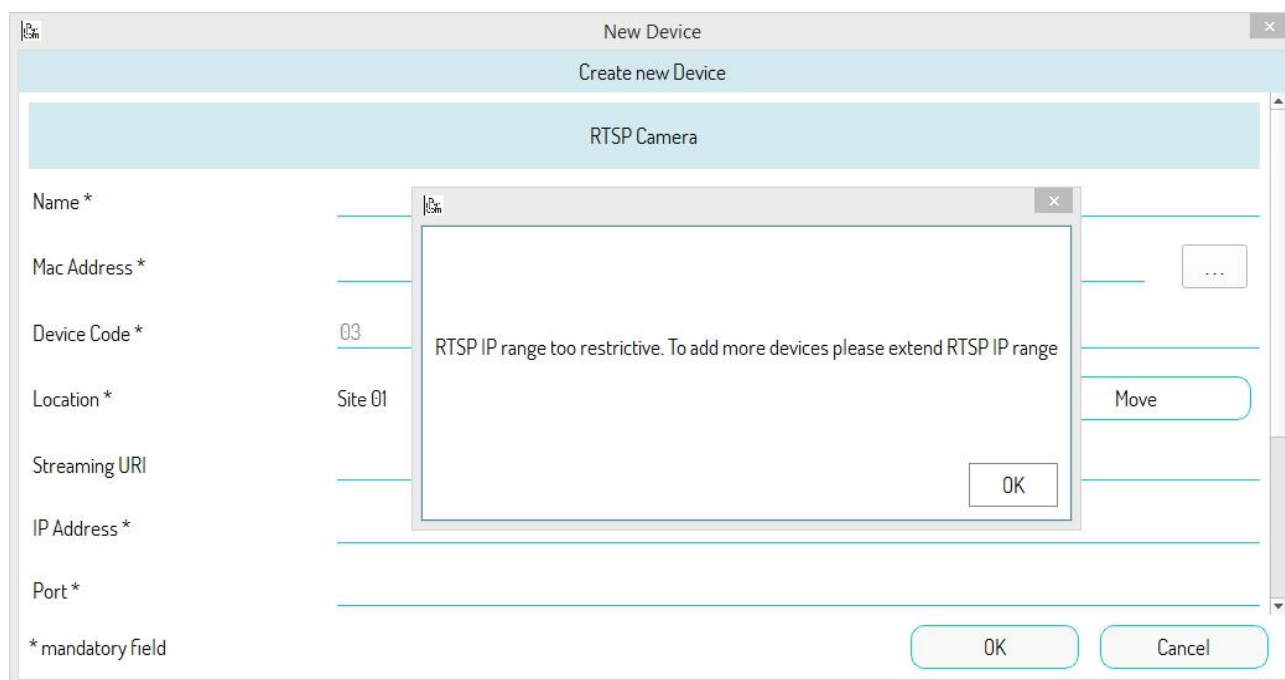 New Device
Create new Device
RTSP Camera
Name *
Mac Address *
...
Device Code *
03
RTSP IP range too restrictive. To add more devices please extend RTSP IP range
Location *
Site 01
Move
Streaming URI
OK
IP Address *
Port *
* mandatory field
OK
Cancel